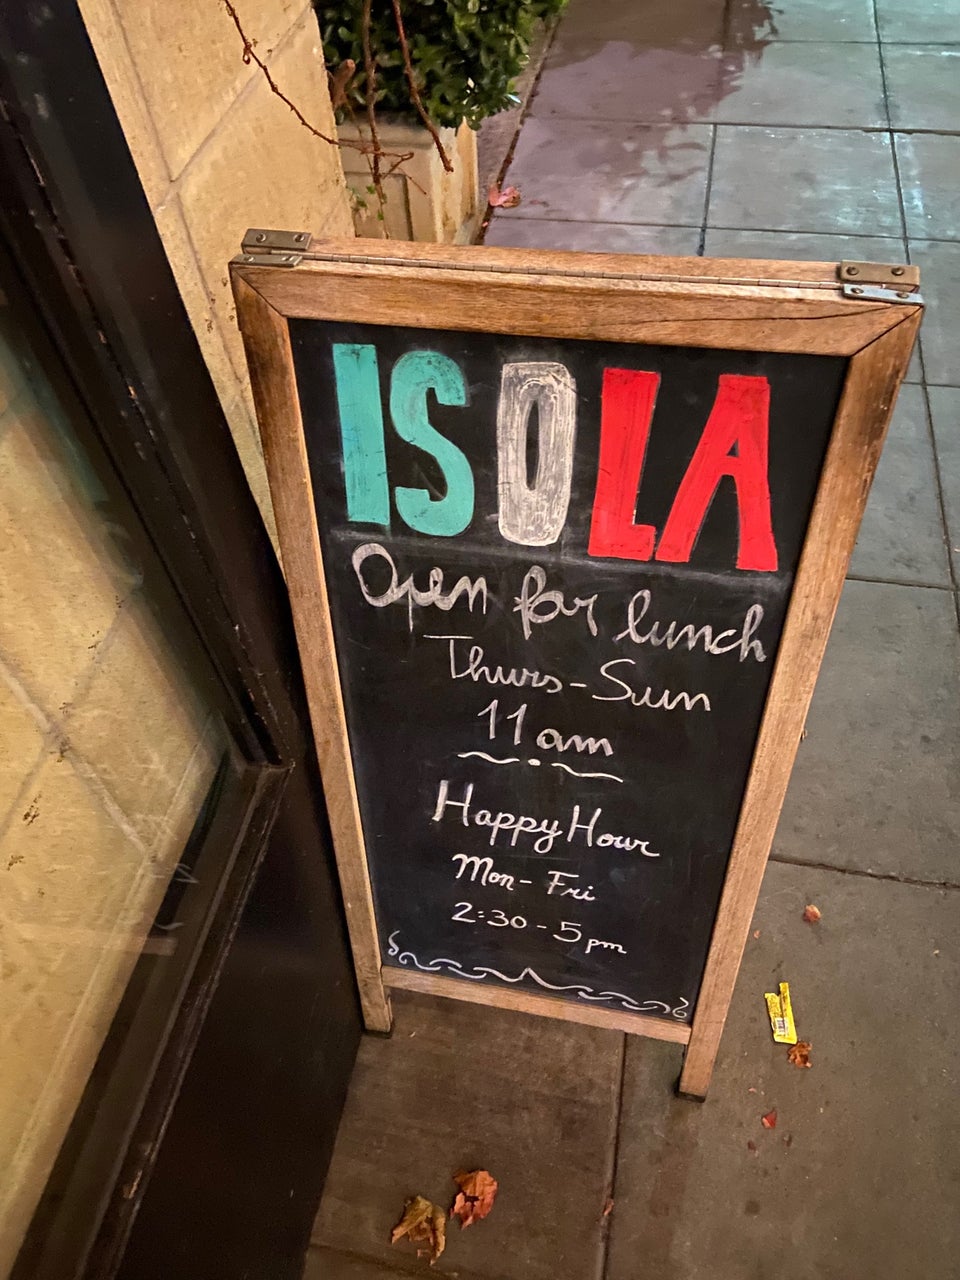 ISOLA
Open for lunch
Thurs-Sun
11am
Happy Hour
Mon-Fri
2:30-5pm